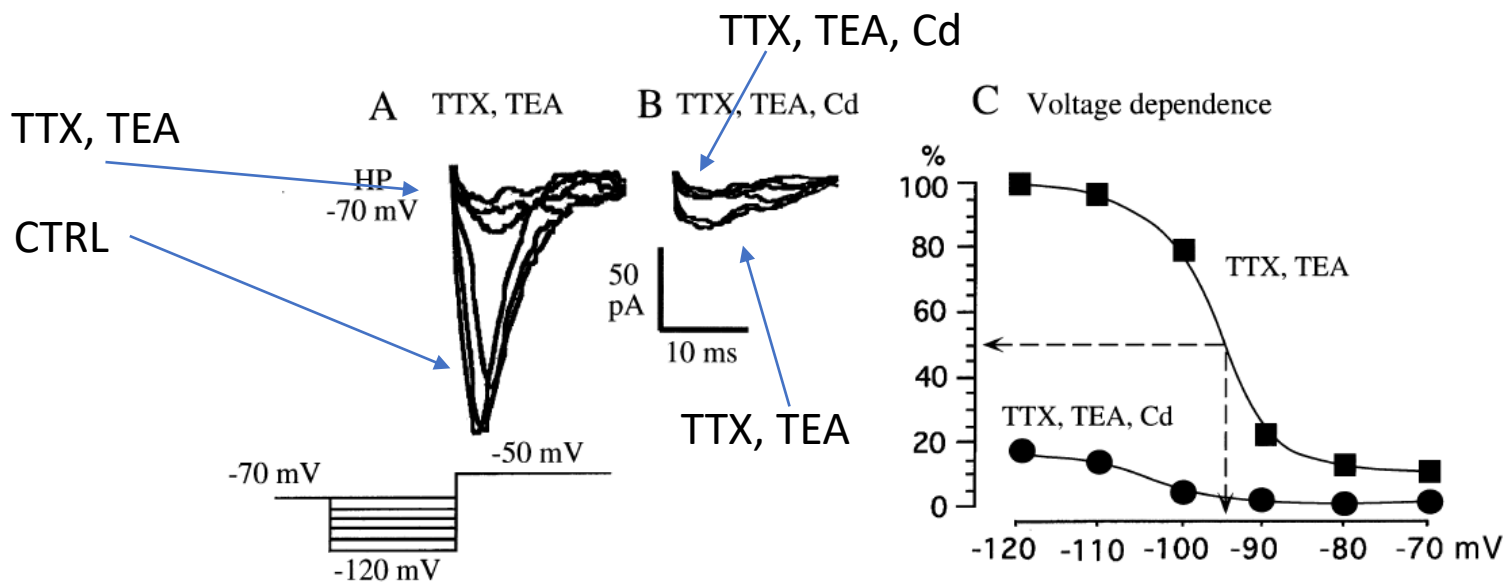 TTX, TEA, Cd
A TTX, TEA
B TTX, TEA, Cd
C Voltage dependence
TTX, TEA
HP
-70 mV
CTRL
50
pA
10 ms
TTX, TEA
-70 mV
-50 mV
-120 mV
%
100
80
60
40
20
0
TTX, TEA
TTX, TEA, Cd
-120 -110 -100 -90 -80 -70 mV